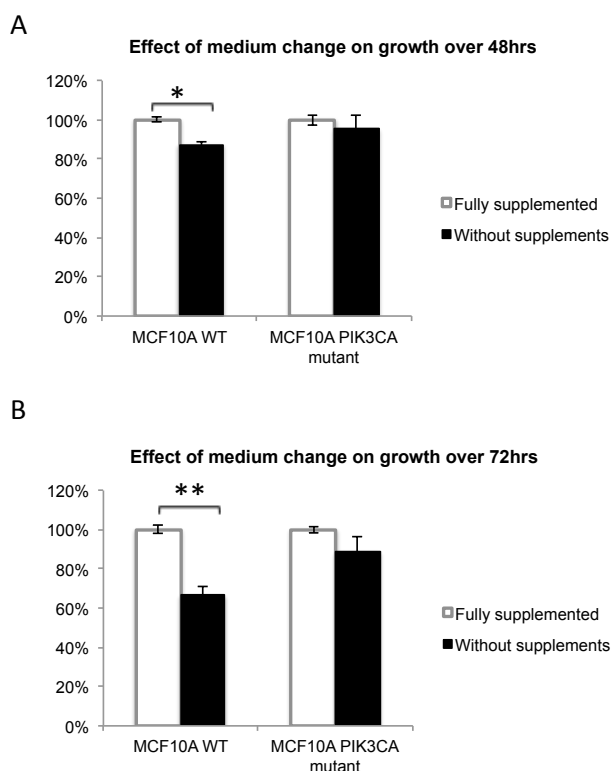 A
Effect of medium change on growth over 48hrs
120%
*
100%
80%
60%
40%
20%
0%
MCF10A WT
MCF10A PIK3CA
mutant
Fully supplemented
Without supplements
B
Effect of medium change on growth over 72hrs
120%
**
100%
80%
60%
40%
20%
0%
MCF10A WT
MCF10A PIK3CA
mutant
Fully supplemented
Without supplements